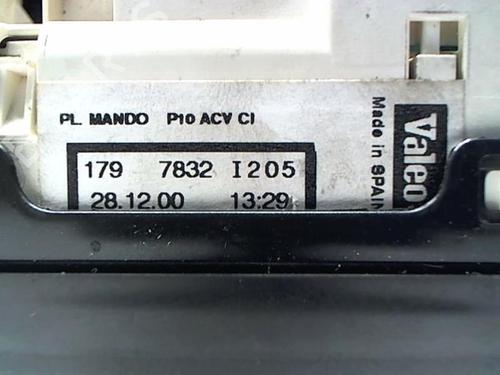 PL. MANDO P10 ACV CI
179 7832 I205
28.12.00 13:29
Made in SPAIN
Valeo